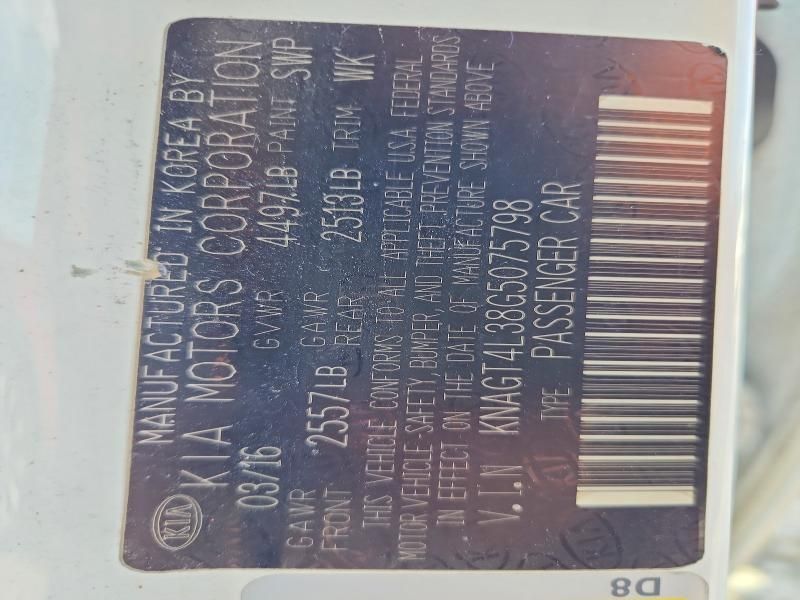 MANUFACTURED IN KOREA BY
KIA KIA MOTORS CORPORATION
03/16 GVWR 4497LB PAINT SWP
GAWR FRONT 2557LB GAWR REAR 2513LB TRIM WK
THIS VEHICLE CONFORMS TO ALL APPLICABLE U.S.A. FEDERAL
MOTOR VEHICLE-SAFETY, BUMPER, AND THEFT PREVENTION STANDARDS
IN EFFECT ON THE DATE OF MANUFACTURE SHOWN ABOVE
V.I.N KNAGT4L38G5075798
TYPE PASSENGER CAR
D8